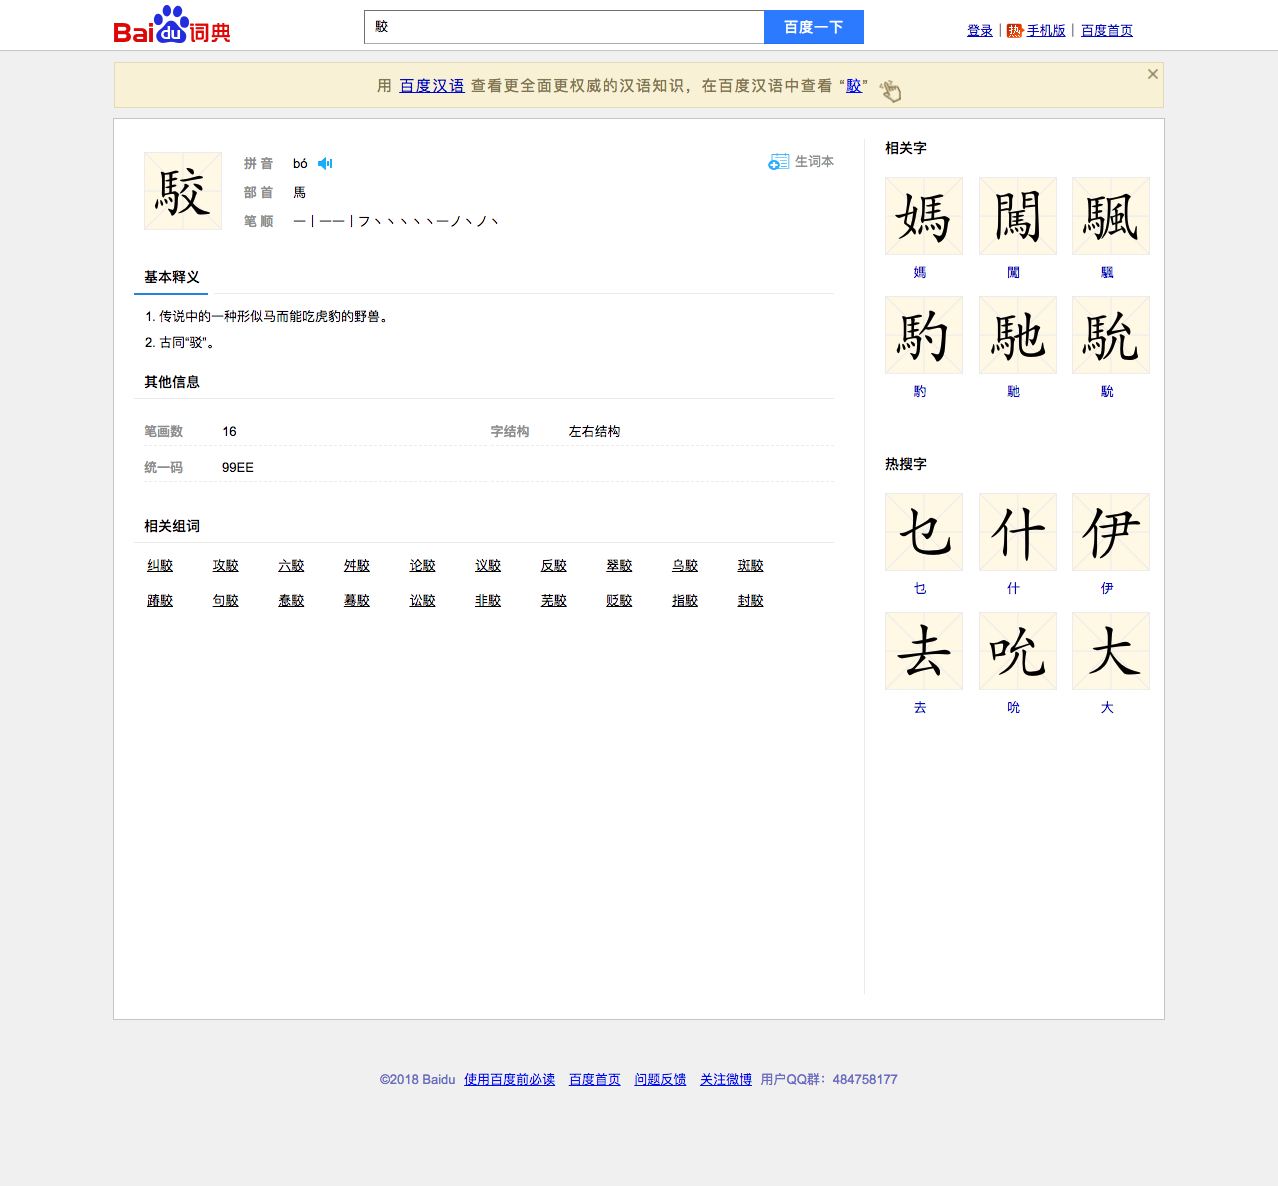 Baidu词典 駮 百度一下 登录 | 热 手机版 | 百度首页
用 百度汉语 查看更全面更权威的汉语知识，在百度汉语中查看 “駮”
駮
拼 音 bó 生词本
部 首 馬
笔 顺 一丨一一丨フ丶丶丶丶丶一ノ丶ノ丶
基本释义
1. 传说中的一种形似马而能吃虎豹的野兽。
2. 古同“驳”。
其他信息
笔画数 16 字结构 左右结构
统一码 99EE
相关组词
纠駮 攻駮 六駮 舛駮 论駮 议駮 反駮 翠駮 乌駮 斑駮
踳駮 句駮 惷駮 蓦駮 讼駮 非駮 芜駮 贬駮 指駮 封駮
相关字
媽 闖 颿
媽 闖 颿
馰 馳 馻
馰 馳 馻
热搜字
乜 什 伊
乜 什 伊
去 吮 大
去 吮 大
©2018 Baidu 使用百度前必读 百度首页 问题反馈 关注微博 用户QQ群：484758177